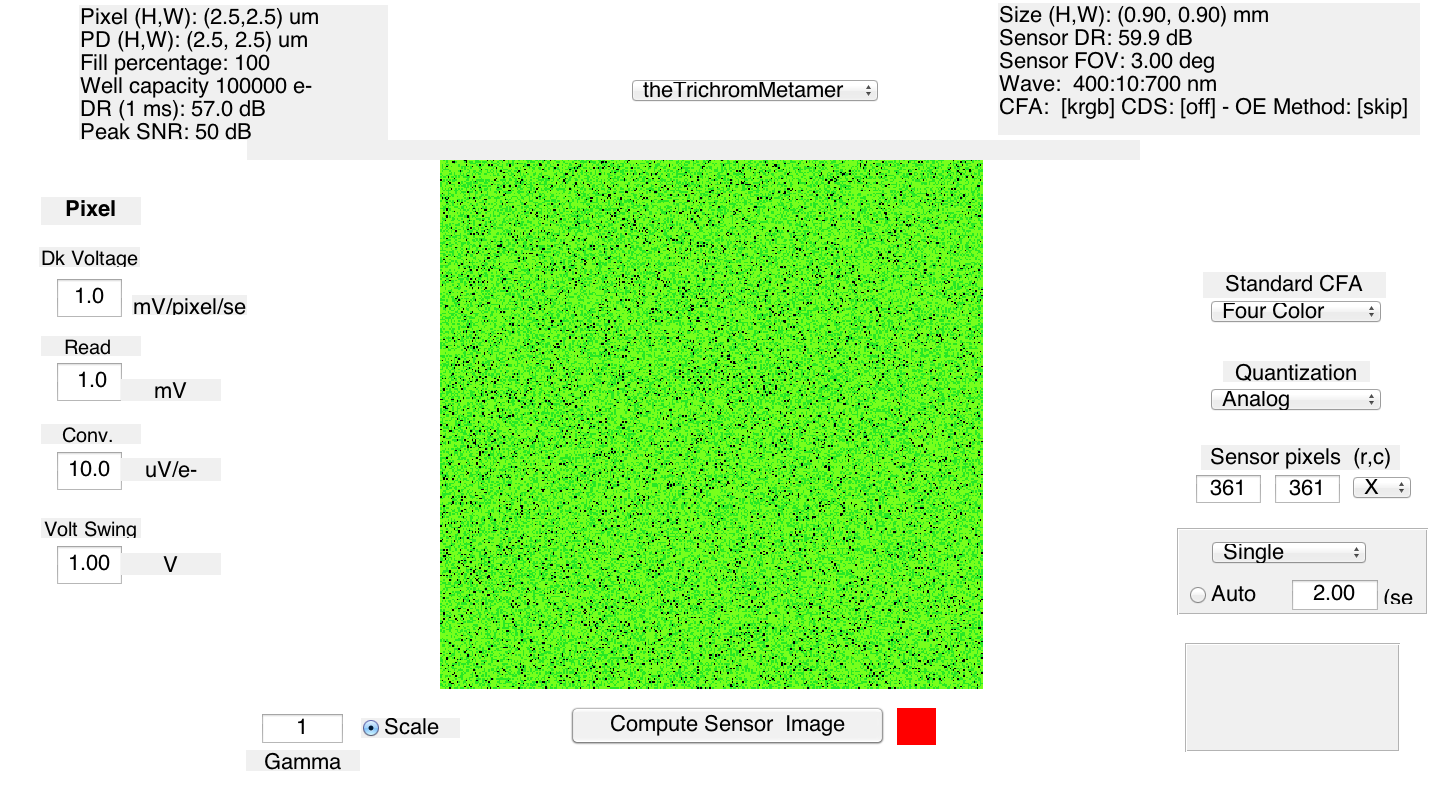 Pixel (H,W): (2.5,2.5) um
PD (H,W): (2.5, 2.5) um
Fill percentage: 100
Well capacity 100000 e-
DR (1 ms): 57.0 dB
Peak SNR: 50 dB
theTrichromMetamer
Size (H,W): (0.90, 0.90) mm
Sensor DR: 59.9 dB
Sensor FOV: 3.00 deg
Wave: 400:10:700 nm
CFA: [krgb] CDS: [off] - OE Method: [skip]
Pixel
Dk Voltage
1.0 mV/pixel/se
Read
1.0 mV
Conv.
10.0 uV/e-
Volt Swing
1.00 V
Standard CFA
Four Color
Quantization
Analog
Sensor pixels (r,c)
361 361 X
Single
Auto 2.00 (se
1 Scale
Gamma
Compute Sensor Image